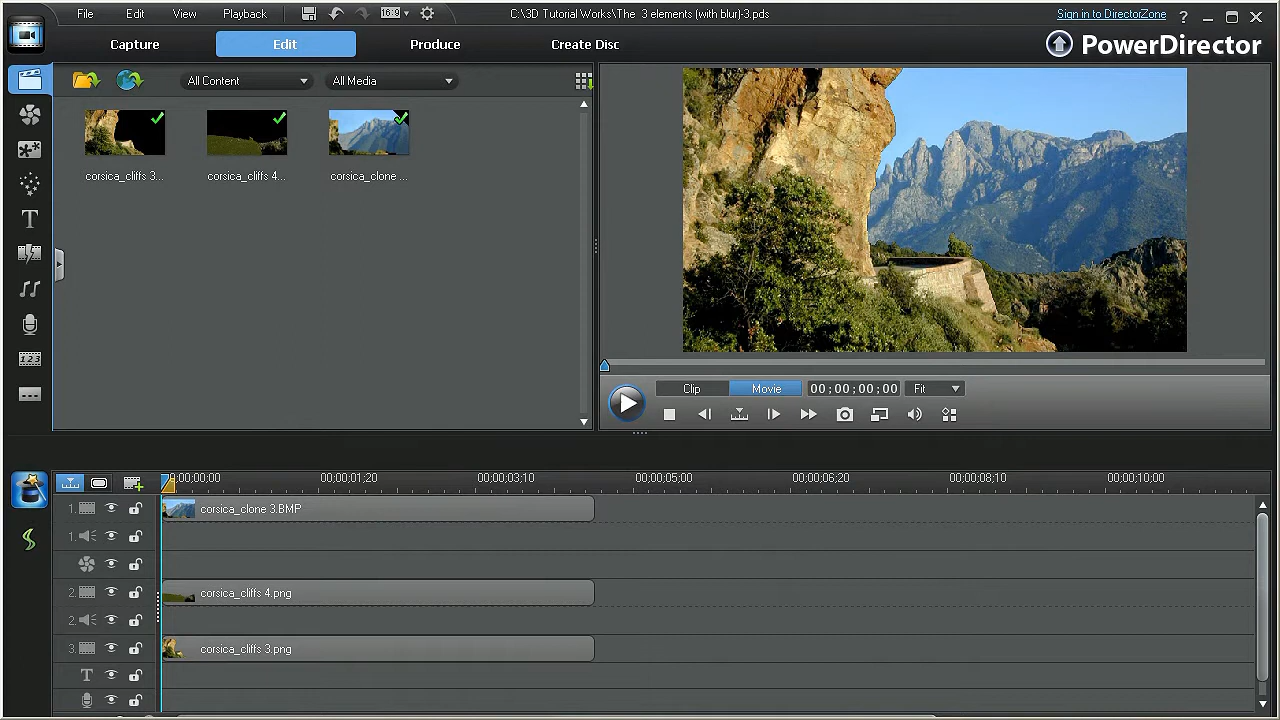 File Edit View Playback 16:9 C:\3D Tutorial Works\The 3 elements (with blur)-3.pds Sign in to DirectorZone ?
Capture Edit Produce Create Disc PowerDirector
All Content All Media
corsica_cliffs 3... corsica_cliffs 4... corsica_clone ...
T
123
Clip Movie 00;00;00;00 Fit
0;00;00;00 00;00;01;20 00;00;03;10 00;00;05;00 00;00;06;20 00;00;08;10 00;00;10;00
1. corsica_clone 3.BMP
1.
2. corsica_cliffs 4.png
2.
3. corsica_cliffs 3.png
T